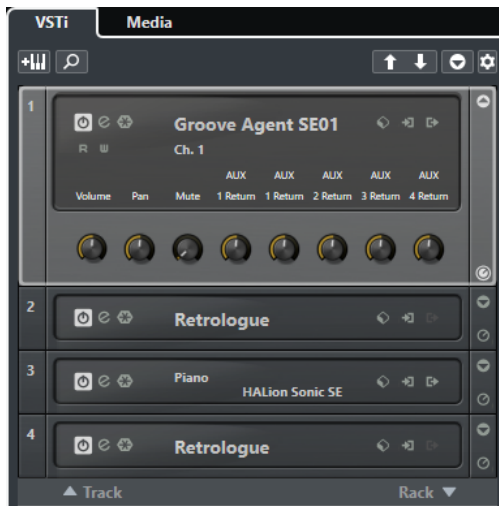 VSTi Media
1
Groove Agent SE01
R W
Ch. 1
AUX AUX AUX AUX AUX
Volume Pan Mute 1 Return 1 Return 2 Return 3 Return 4 Return
2
Retrologue
3
Piano
HALion Sonic SE
4
Retrologue
Track Rack